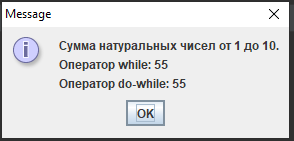 Message
Сумма натуральных чисел от 1 до 10.
Оператор while: 55
Оператор do-while: 55
OK